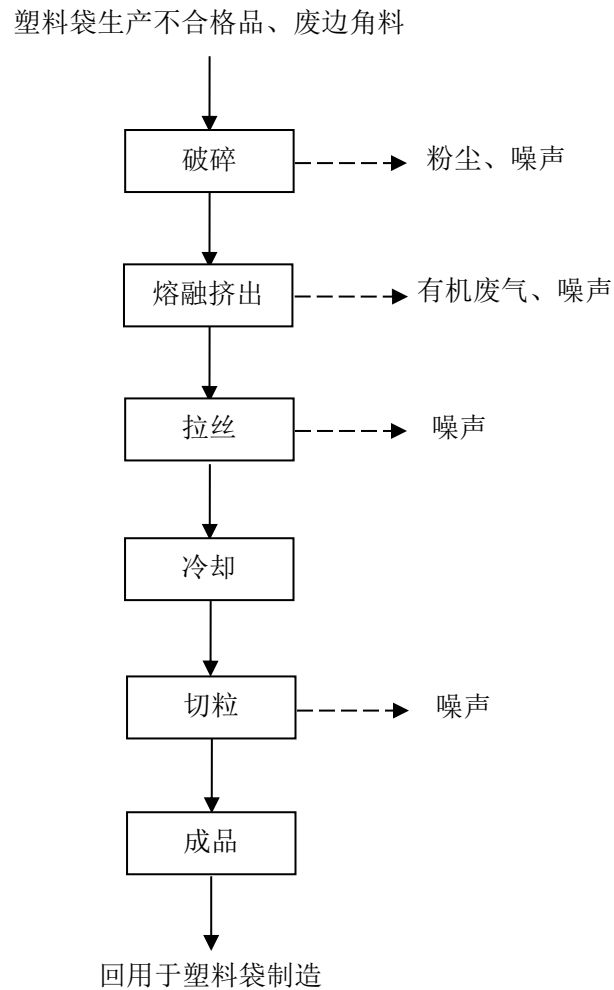 塑料袋生产不合格品、废边角料
破碎
粉尘、噪声
熔融挤出
有机废气、噪声
拉丝
噪声
冷却
切粒
噪声
成品
回用于塑料袋制造